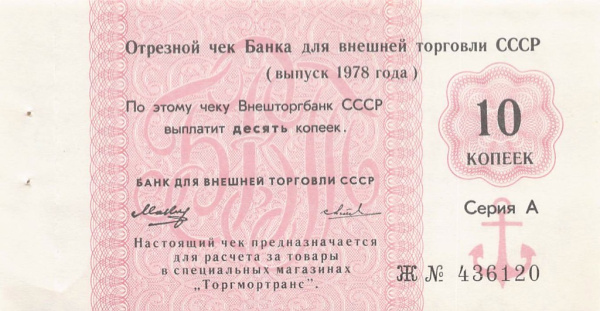 Отрезной чек Банка для внешней торговли СССР
( выпуск 1978 года )
По этому чеку Внешторгбанк СССР
выплатит десять копеек.
10
КОПЕЕК
БАНК ДЛЯ ВНЕШНЕЙ ТОРГОВЛИ СССР
Серия А
Настоящий чек предназначается
для расчета за товары
в специальных магазинах
"Торгмортранс".
Ж № 436120